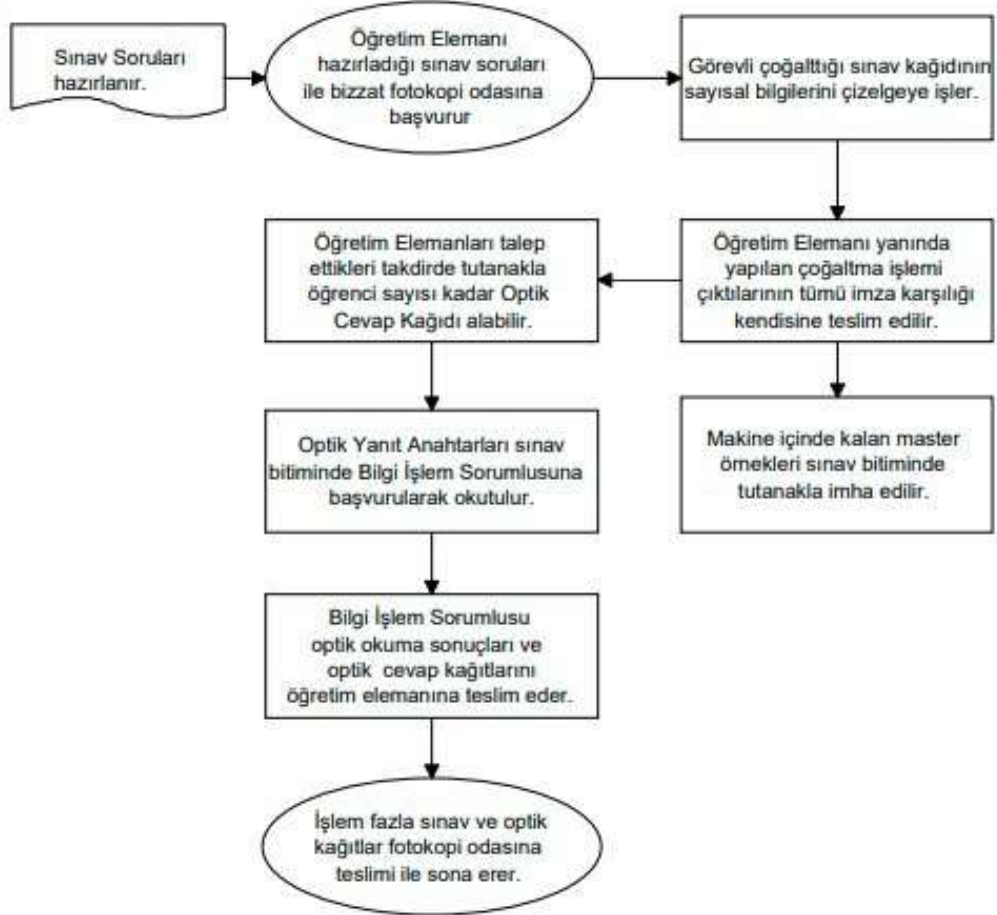 Sınav Soruları
hazırlanır.
Öğretim Elemanı
hazırladığı sınav soruları
ile bizzat fotokopi odasına
başvurur
Görevli çoğalttığı sınav kağıdının
sayısal bilgilerini çizelgeye işler.
Öğretim Elemanı yanında
yapılan çoğaltma işlemi
çıktılarının tümü imza karşılığı
kendisine teslim edilir.
Öğretim Elemanları talep
ettikleri takdirde tutanakla
öğrenci sayısı kadar Optik
Cevap Kağıdı alabilir.
Makine içinde kalan master
örnekleri sınav bitiminde
tutanakla imha edilir.
Optik Yanıt Anahtarları sınav
bitiminde Bilgi İşlem Sorumlusuna
başvurularak okutulur.
Bilgi İşlem Sorumlusu
optik okuma sonuçları ve
optik cevap kağıtlarını
öğretim elemanına teslim eder.
İşlem fazla sınav ve optik
kağıtlar fotokopi odasına
teslimi ile sona erer.